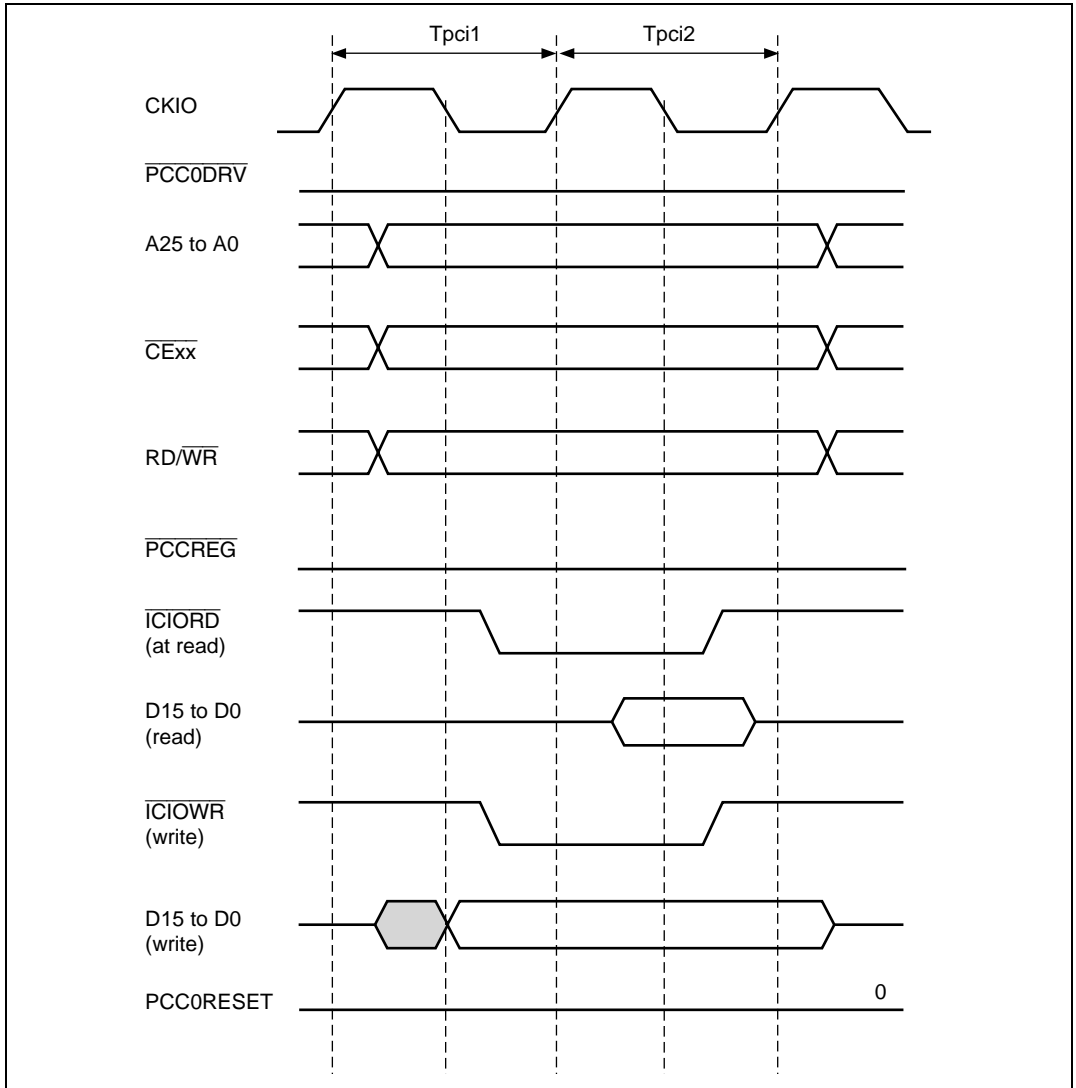 Tpci1 Tpci2
CKIO
PCC0DRV
A25 to A0
CExx
RD/WR
PCCREG
ICIORD
(at read)
D15 to D0
(read)
ICIOWR
(write)
D15 to D0
(write)
PCC0RESET 0